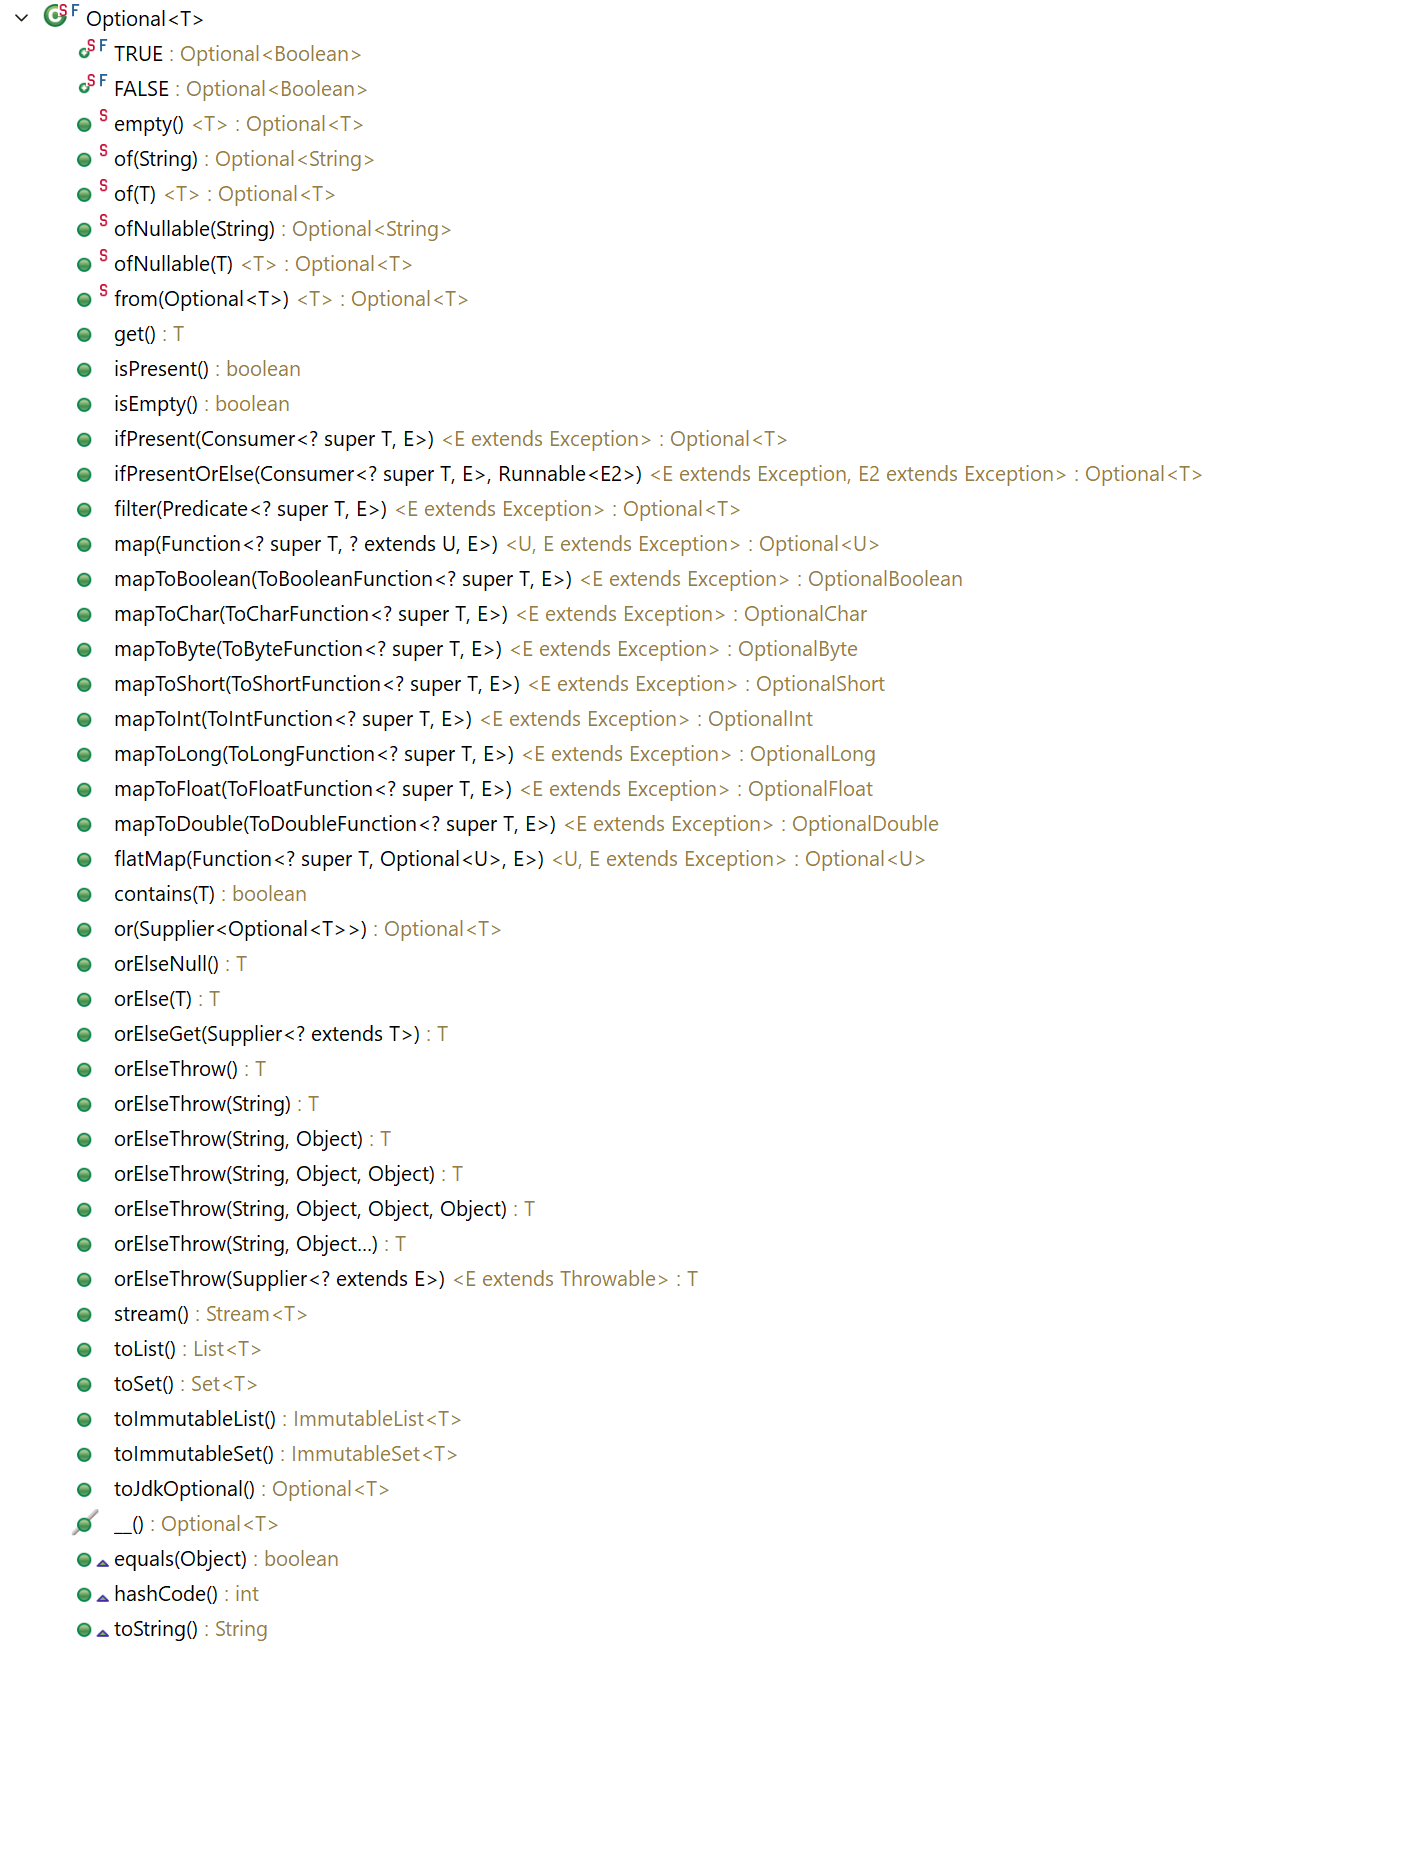 Optional<T>
TRUE : Optional<Boolean>
FALSE : Optional<Boolean>
empty() <T> : Optional<T>
of(String) : Optional<String>
of(T) <T> : Optional<T>
ofNullable(String) : Optional<String>
ofNullable(T) <T> : Optional<T>
from(Optional<T>) <T> : Optional<T>
get() : T
isPresent() : boolean
isEmpty() : boolean
ifPresent(Consumer<? super T, E>) <E extends Exception> : Optional<T>
ifPresentOrElse(Consumer<? super T, E>, Runnable<E2>) <E extends Exception, E2 extends Exception> : Optional<T>
filter(Predicate<? super T, E>) <E extends Exception> : Optional<T>
map(Function<? super T, ? extends U, E>) <U, E extends Exception> : Optional<U>
mapToBoolean(ToBooleanFunction<? super T, E>) <E extends Exception> : OptionalBoolean
mapToChar(ToCharFunction<? super T, E>) <E extends Exception> : OptionalChar
mapToByte(ToByteFunction<? super T, E>) <E extends Exception> : OptionalByte
mapToShort(ToShortFunction<? super T, E>) <E extends Exception> : OptionalShort
mapToInt(ToIntFunction<? super T, E>) <E extends Exception> : OptionalInt
mapToLong(ToLongFunction<? super T, E>) <E extends Exception> : OptionalLong
mapToFloat(ToFloatFunction<? super T, E>) <E extends Exception> : OptionalFloat
mapToDouble(ToDoubleFunction<? super T, E>) <E extends Exception> : OptionalDouble
flatMap(Function<? super T, Optional<U>, E>) <U, E extends Exception> : Optional<U>
contains(T) : boolean
or(Supplier<Optional<T>>) : Optional<T>
orElseNull() : T
orElse(T) : T
orElseGet(Supplier<? extends T>) : T
orElseThrow() : T
orElseThrow(String) : T
orElseThrow(String, Object) : T
orElseThrow(String, Object, Object) : T
orElseThrow(String, Object, Object, Object) : T
orElseThrow(String, Object...) : T
orElseThrow(Supplier<? extends E>) <E extends Throwable> : T
stream() : Stream<T>
toList() : List<T>
toSet() : Set<T>
toImmutableList() : ImmutableList<T>
toImmutableSet() : ImmutableSet<T>
toJdkOptional() : Optional<T>
__() : Optional<T>
equals(Object) : boolean
hashCode() : int
toString() : String